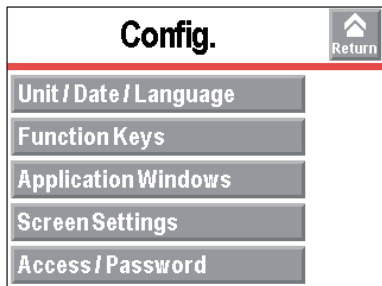 Config.
Return
Unit / Date / Language
Function Keys
Application Windows
Screen Settings
Access / Password